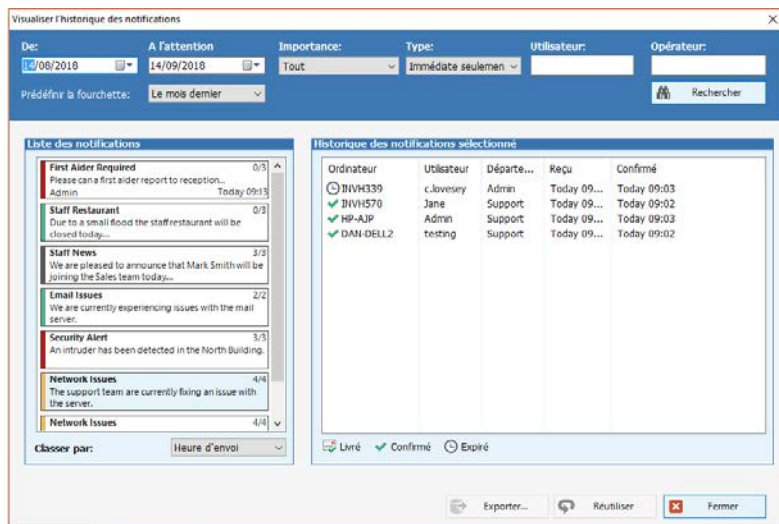 Visualiser l'historique des notifications
De: A l'attention Importance: Type: Utilisateur: Opérateur:
14/08/2018 14/09/2018 Tout Immédiate seulemen
Prédéfinir la fourchette: Le mois dernier Rechercher
Liste des notifications
First Aider Required 0/3
Please can a first aider report to reception...
Admin Today 09:13
Staff Restaurant 0/3
Due to a small flood the staff restaurant will be
closed today...
Staff News 3/3
We are pleased to announce that Mark Smith will be
joining the Sales team today...
Email Issues 2/2
We are currently experiencing issues with the mail
server.
Security Alert 3/3
An intruder has been detected in the North Building.
Network Issues 4/4
The support team are currently fixing an issue with
the server.
Network Issues 4/4
Classer par: Heure d'envoi
Historique des notifications sélectionné
Ordinateur Utilisateur Départe... Reçu Confirmé
INVH339 c.lovesey Admin Today 09... Today 09:03
INVH570 Jane Support Today 09... Today 09:02
HP-AJP Admin Support Today 09... Today 09:03
DAN-DELL2 testing Support Today 09... Today 09:02
Livré Confirmé Expiré
Exporter... Réutiliser Fermer